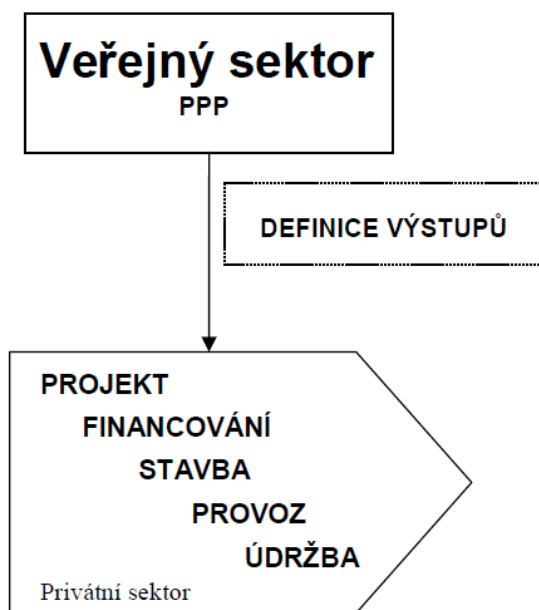 Veřejný sektor
PPP
DEFINICE VÝSTUPŮ
PROJEKT
FINANCOVÁNÍ
STAVBA
PROVOZ
ÚDRŽBA
Privátní sektor